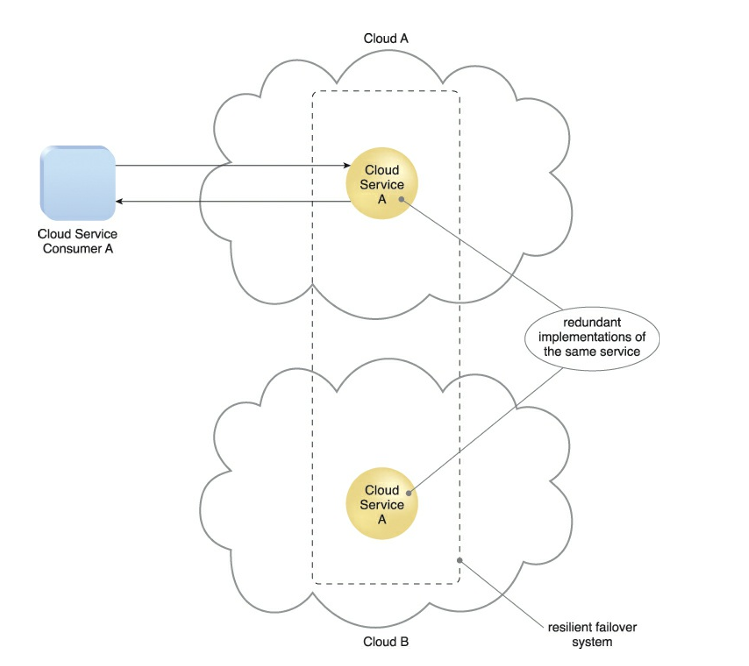 Cloud A
Cloud
Service
A
Cloud Service
Consumer A
redundant
implementations of
the same service
Cloud
Service
A
resilient failover
system
Cloud B